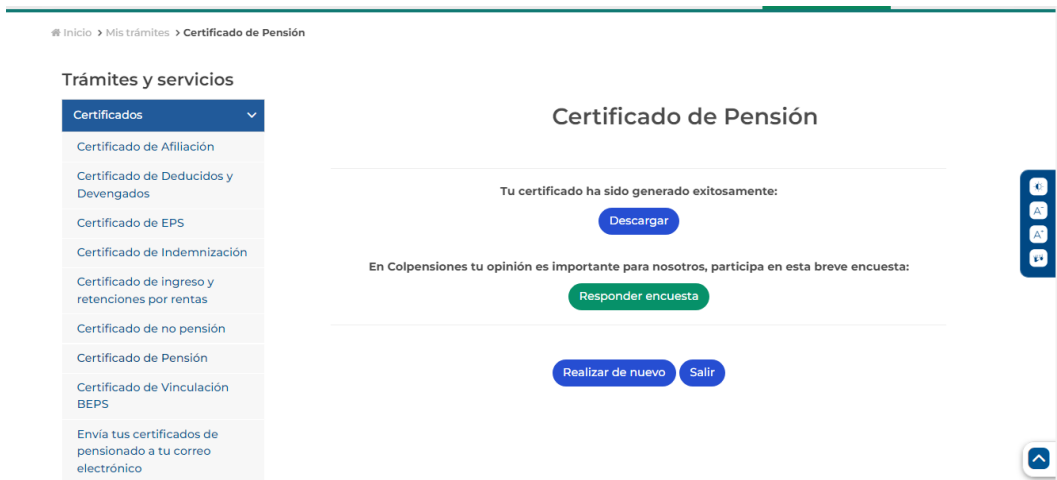 Inicio > Mis trámites > Certificado de Pensión
Trámites y servicios
Certificados
Certificado de Afiliación
Certificado de Deducidos y
Devengados
Certificado de EPS
Certificado de Indemnización
Certificado de ingreso y
retenciones por rentas
Certificado de no pensión
Certificado de Pensión
Certificado de Vinculación
BEPS
Envía tus certificados de
pensionado a tu correo
electrónico
Certificado de Pensión
Tu certificado ha sido generado exitosamente:
Descargar
En Colpensiones tu opinión es importante para nosotros, participa en esta breve encuesta:
Responder encuesta
Realizar de nuevo
Salir
A-
A+